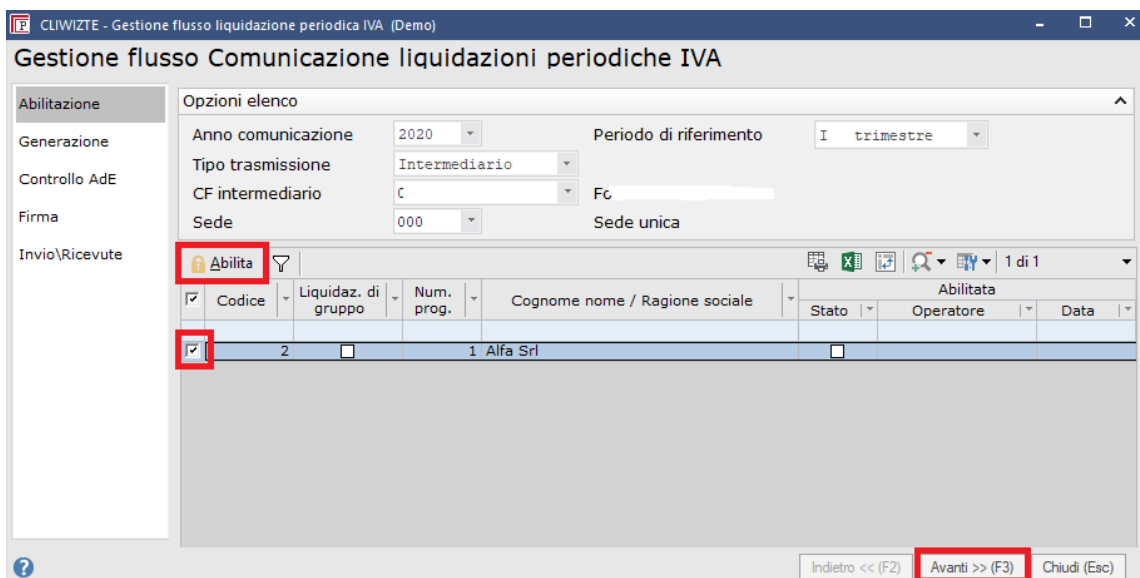 CLIWIZTE - Gestione flusso liquidazione periodica IVA (Demo)
Gestione flusso Comunicazione liquidazioni periodiche IVA
Abilitazione
Generazione
Controllo AdE
Firma
Invio\Ricevute
Opzioni elenco
Anno comunicazione 2020 Periodo di riferimento I trimestre
Tipo trasmissione Intermediario
CF intermediario
Sede 000 Sede unica
Abilita 1 di 1
Codice Liquidaz. di gruppo Num. prog. Cognome nome / Ragione sociale Abilitata
Stato Operatore Data
2 1 Alfa Srl
Indietro << (F2) Avanti >> (F3) Chiudi (Esc)